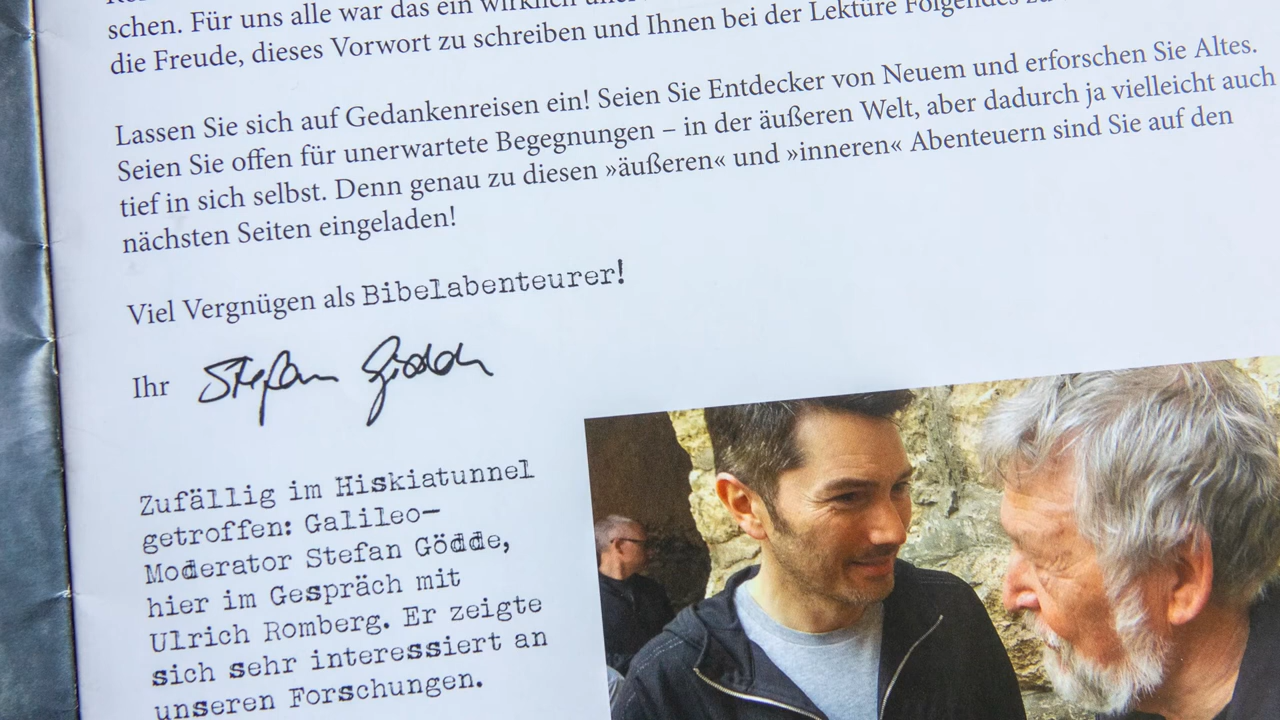 schen. Für uns alle war das ein wirklich
die Freude, dieses Vorwort zu schreiben und Ihnen bei der Lektüre Folgendes
Lassen Sie sich auf Gedankenreisen ein! Seien Sie Entdecker von Neuem und erforschen Sie Altes.
Seien Sie offen für unerwartete Begegnungen – in der äußeren Welt, aber dadurch ja vielleicht auch
tief in sich selbst. Denn genau zu diesen »äußeren« und »inneren« Abenteuern sind Sie auf den
nächsten Seiten eingeladen!
Viel Vergnügen als Bibelabenteurer!
Ihr Stefan Gödde
Zufällig im Hiskiatunnel
getroffen: Galileo-
Moderator Stefan Gödde,
hier im Gespräch mit
Ulrich Romberg. Er zeigte
sich sehr interessiert an
unseren Forschungen.